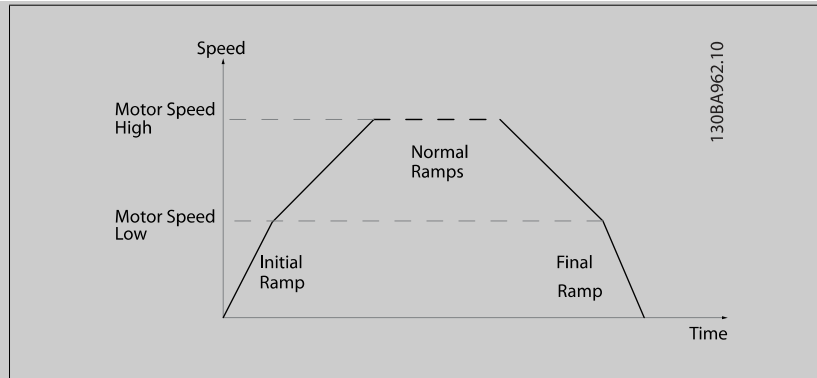 Speed
130BA962.10
Motor Speed
High
Normal
Ramps
Motor Speed
Low
Initial
Ramp
Final
Ramp
Time